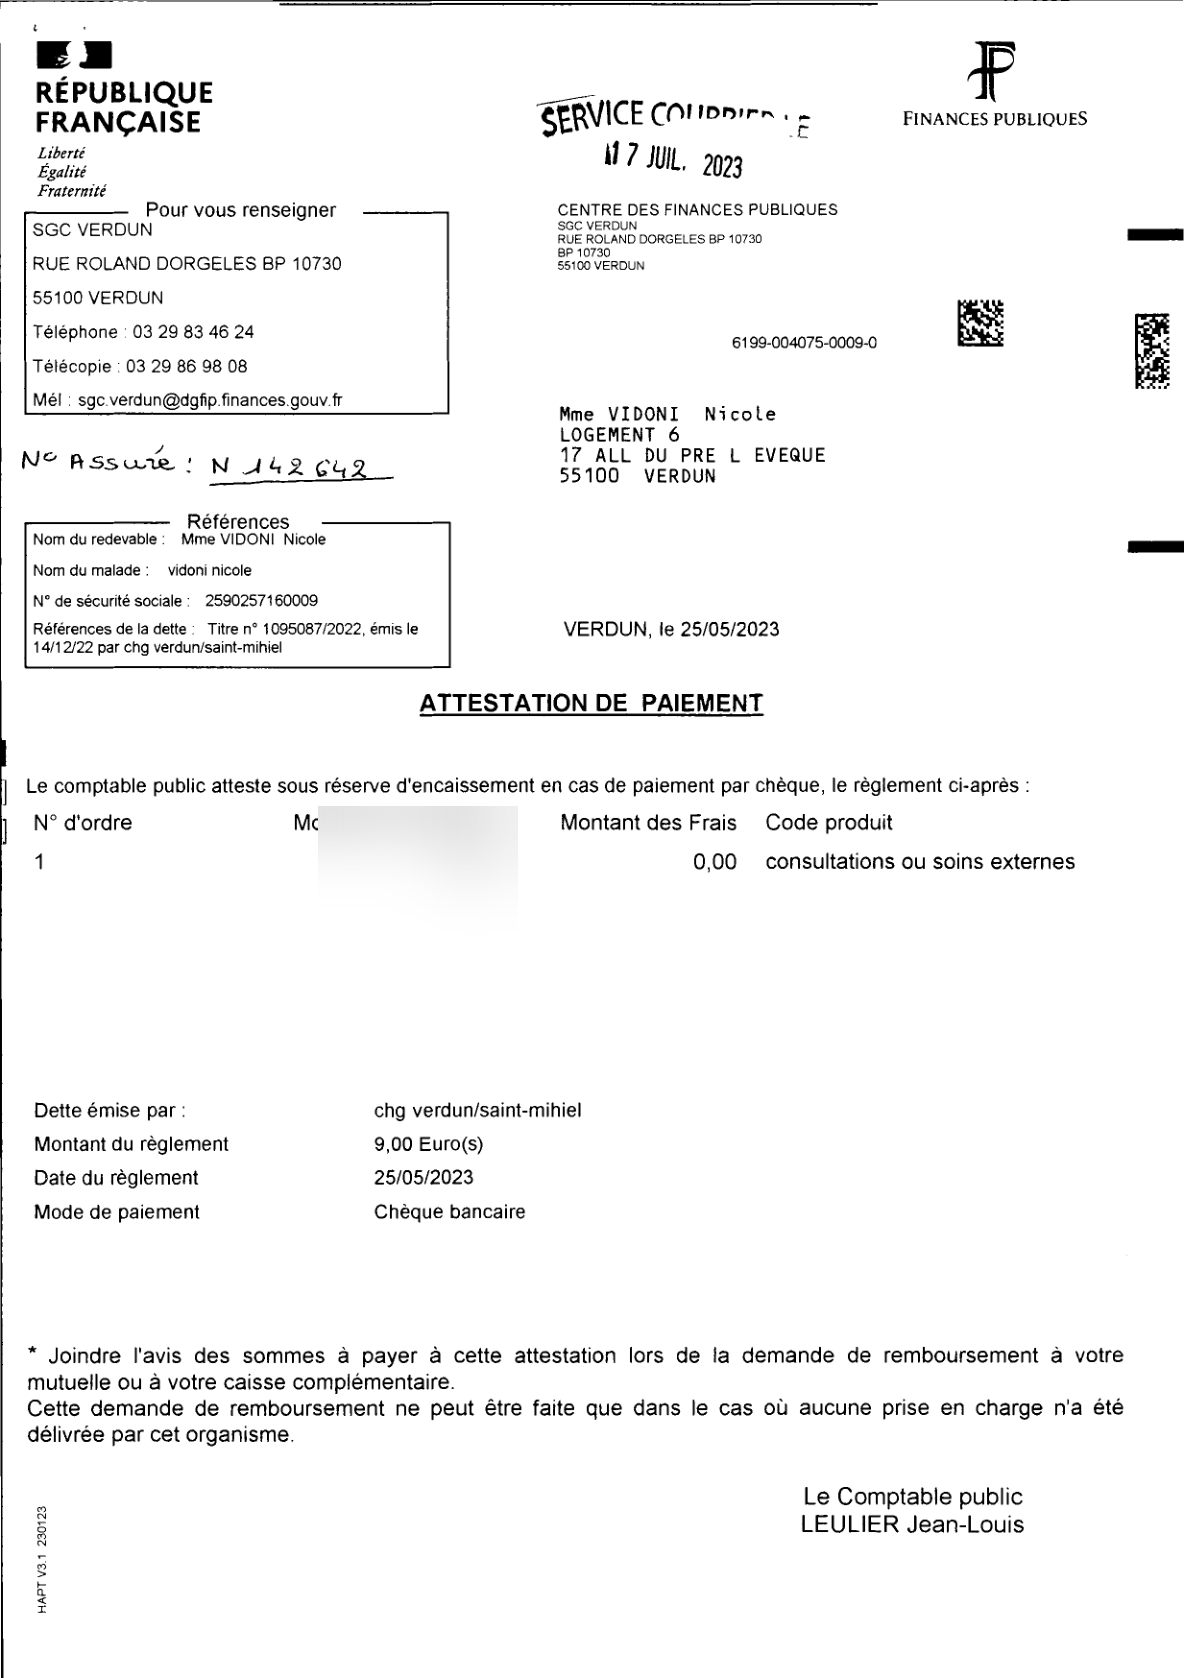 RÉPUBLIQUE
FRANÇAISE
Liberté
Égalité
Fraternité
FINANCES PUBLIQUES
SERVICE
17 JUIL. 2023
Pour vous renseigner
SGC VERDUN
RUE ROLAND DORGELES BP 10730
55100 VERDUN
Téléphone : 03 29 83 46 24
Télécopie : 03 29 86 98 08
Mél : sgc.verdun@dgfip.finances.gouv.fr
CENTRE DES FINANCES PUBLIQUES
SGC VERDUN
RUE ROLAND DORGELES BP 10730
BP 10730
55100 VERDUN
6199-004075-0009-0
Mme VIDONI Nicole
LOGEMENT 6
17 ALL DU PRE L EVEQUE
55100 VERDUN
N° Assuré : N 142642
Références
Nom du redevable : Mme VIDONI Nicole
Nom du malade : vidoni nicole
N° de sécurité sociale : 2590257160009
Références de la dette : Titre n° 1095087/2022, émis le
14/12/22 par chg verdun/saint-mihiel
VERDUN, le 25/05/2023
ATTESTATION DE PAIEMENT
Le comptable public atteste sous réserve d'encaissement en cas de paiement par chèque, le règlement ci-après :
N° d'ordre Montant des Frais Code produit
1 0,00 consultations ou soins externes
Dette émise par : chg verdun/saint-mihiel
Montant du règlement 9,00 Euro(s)
Date du règlement 25/05/2023
Mode de paiement Chèque bancaire
* Joindre l'avis des sommes à payer à cette attestation lors de la demande de remboursement à votre
mutuelle ou à votre caisse complémentaire.
Cette demande de remboursement ne peut être faite que dans le cas où aucune prise en charge n'a été
délivrée par cet organisme.
Le Comptable public
LEULIER Jean-Louis
HAPT V3.1 230123